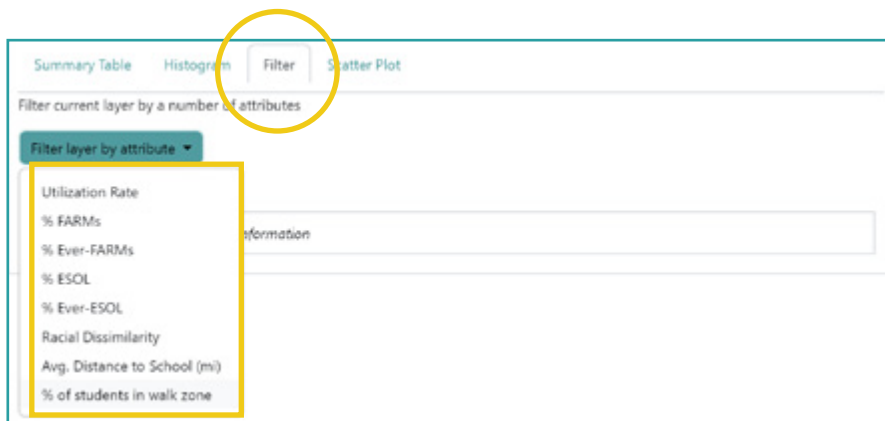 Summary Table Histogram Filter Scatter Plot
Filter current layer by a number of attributes
Filter layer by attribute
Utilization Rate
% FARMs
information
% Ever-FARMs
% ESOL
% Ever-ESOL
Racial Dissimilarity
Avg. Distance to School (mi)
% of students in walk zone